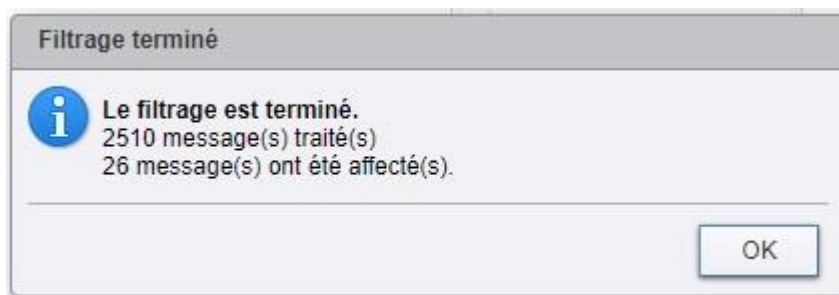 Filtrage terminé
Le filtrage est terminé.
2510 message(s) traité(s)
26 message(s) ont été affecté(s).
OK